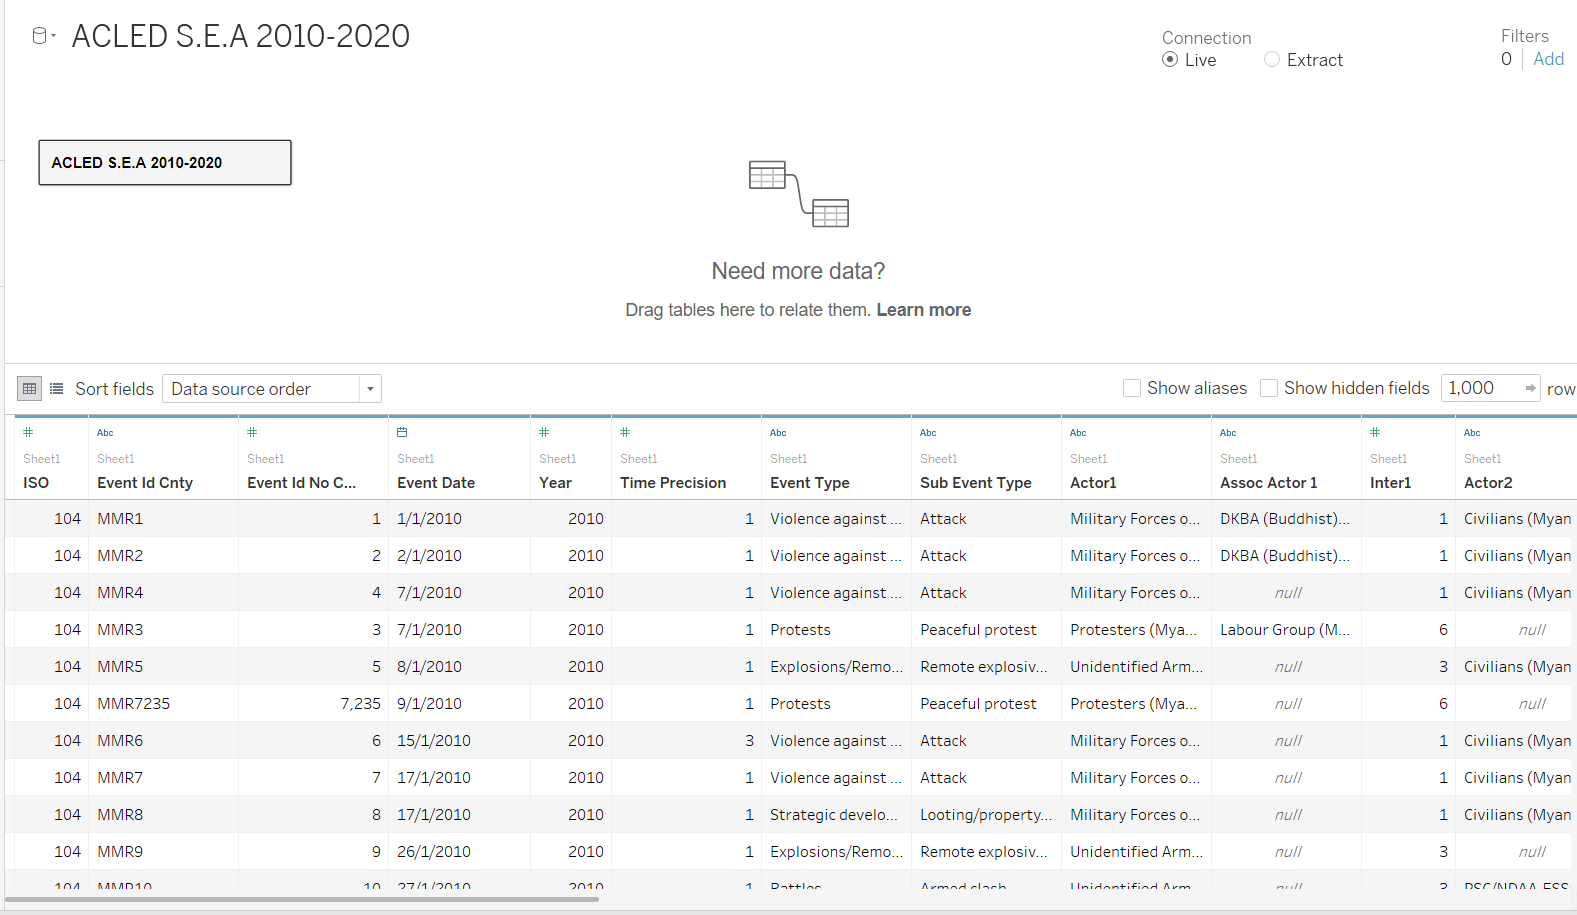 ACLED S.E.A 2010-2020
Connection
Live Extract
Filters
0 Add
ACLED S.E.A 2010-2020
Need more data?
Drag tables here to relate them. Learn more
Sort fields Data source order Show aliases Show hidden fields 1,000 row
# Abc # # # Abc Abc Abc Abc # Abc
Sheet1 Sheet1 Sheet1 Sheet1 Sheet1 Sheet1 Sheet1 Sheet1 Sheet1 Sheet1 Sheet1 Sheet1
ISO Event Id Cnty Event Id No C... Event Date Year Time Precision Event Type Sub Event Type Actor1 Assoc Actor 1 Inter1 Actor2
104 MMR1 1 1/1/2010 2010 1 Violence against ... Attack Military Forces o... DKBA (Buddhist)... 1 Civilians (Myan
104 MMR2 2 2/1/2010 2010 1 Violence against ... Attack Military Forces o... DKBA (Buddhist)... 1 Civilians (Myan
104 MMR4 4 7/1/2010 2010 1 Violence against ... Attack Military Forces o... null 1 Civilians (Myan
104 MMR3 3 7/1/2010 2010 1 Protests Peaceful protest Protesters (Mya... Labour Group (M... 6 null
104 MMR5 5 8/1/2010 2010 1 Explosions/Remo... Remote explosiv... Unidentified Arm... null 3 Civilians (Myan
104 MMR7235 7,235 9/1/2010 2010 1 Protests Peaceful protest Protesters (Mya... null 6 null
104 MMR6 6 15/1/2010 2010 3 Violence against ... Attack Military Forces o... null 1 Civilians (Myan
104 MMR7 7 17/1/2010 2010 1 Violence against ... Attack Military Forces o... null 1 Civilians (Myan
104 MMR8 8 17/1/2010 2010 1 Strategic develo... Looting/property... Military Forces o... null 1 Civilians (Myan
104 MMR9 9 26/1/2010 2010 1 Explosions/Remo... Remote explosiv... Unidentified Arm... null 3 null
104 MMR10 10 27/1/2010 2010 1 Battles Armed clash Unidentified Arm... null 3